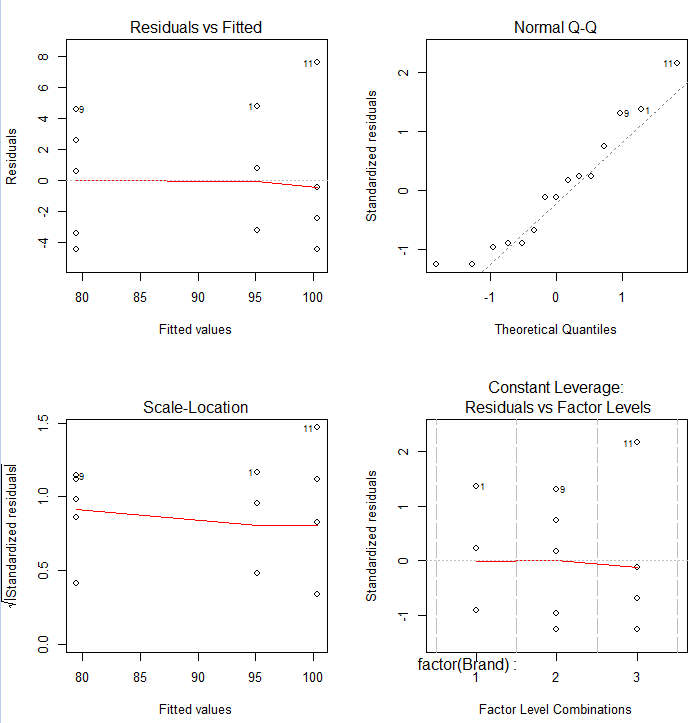 Residuals vs Fitted
Residuals
8
6
4
2
0
-2
-4
11
1
9
80 85 90 95 100
Fitted values
Normal Q-Q
Standardized residuals
2
1
0
-1
11
9 1
-1 0 1
Theoretical Quantiles
Scale-Location
√|Standardized residuals|
1.5
1.0
0.5
0.0
11
1
9
80 85 90 95 100
Fitted values
Constant Leverage:
Residuals vs Factor Levels
Standardized residuals
2
1
0
-1
11
1
9
factor(Brand) :
1 2 3
Factor Level Combinations